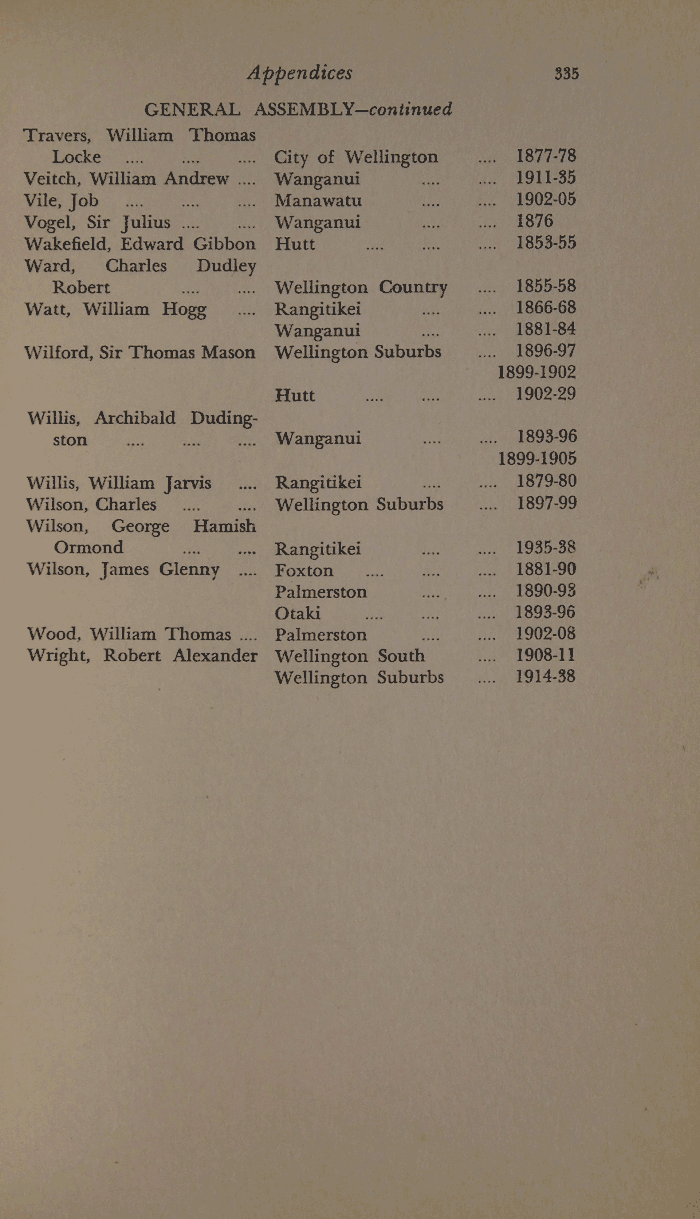 Appendices 335
GENERAL ASSEMBLY—continued
Travers, William Thomas
Locke .... .... .... City of Wellington .... 1877-78
Veitch, William Andrew .... Wanganui .... .... 1911-35
Vile, Job .... .... .... Manawatu .... .... 1902-05
Vogel, Sir Julius .... .... Wanganui .... .... 1876
Wakefield, Edward Gibbon Hutt .... .... .... 1853-55
Ward, Charles Dudley
Robert .... .... Wellington Country .... 1855-58
Watt, William Hogg .... Rangitikei .... .... 1866-68
Wanganui .... .... 1881-84
Wilford, Sir Thomas Mason Wellington Suburbs .... 1896-97
1899-1902
Hutt .... .... .... 1902-29
Willis, Archibald Duding-
ston .... .... .... Wanganui .... .... 1893-96
1899-1905
Willis, William Jarvis .... Rangitikei .... .... 1879-80
Wilson, Charles .... .... Wellington Suburbs .... 1897-99
Wilson, George Hamish
Ormond .... .... Rangitikei .... .... 1935-38
Wilson, James Glenny .... Foxton .... .... .... 1881-90
Palmerston .... .... 1890-93
Otaki .... .... .... 1893-96
Wood, William Thomas .... Palmerston .... .... 1902-08
Wright, Robert Alexander Wellington South .... 1908-11
Wellington Suburbs .... 1914-38